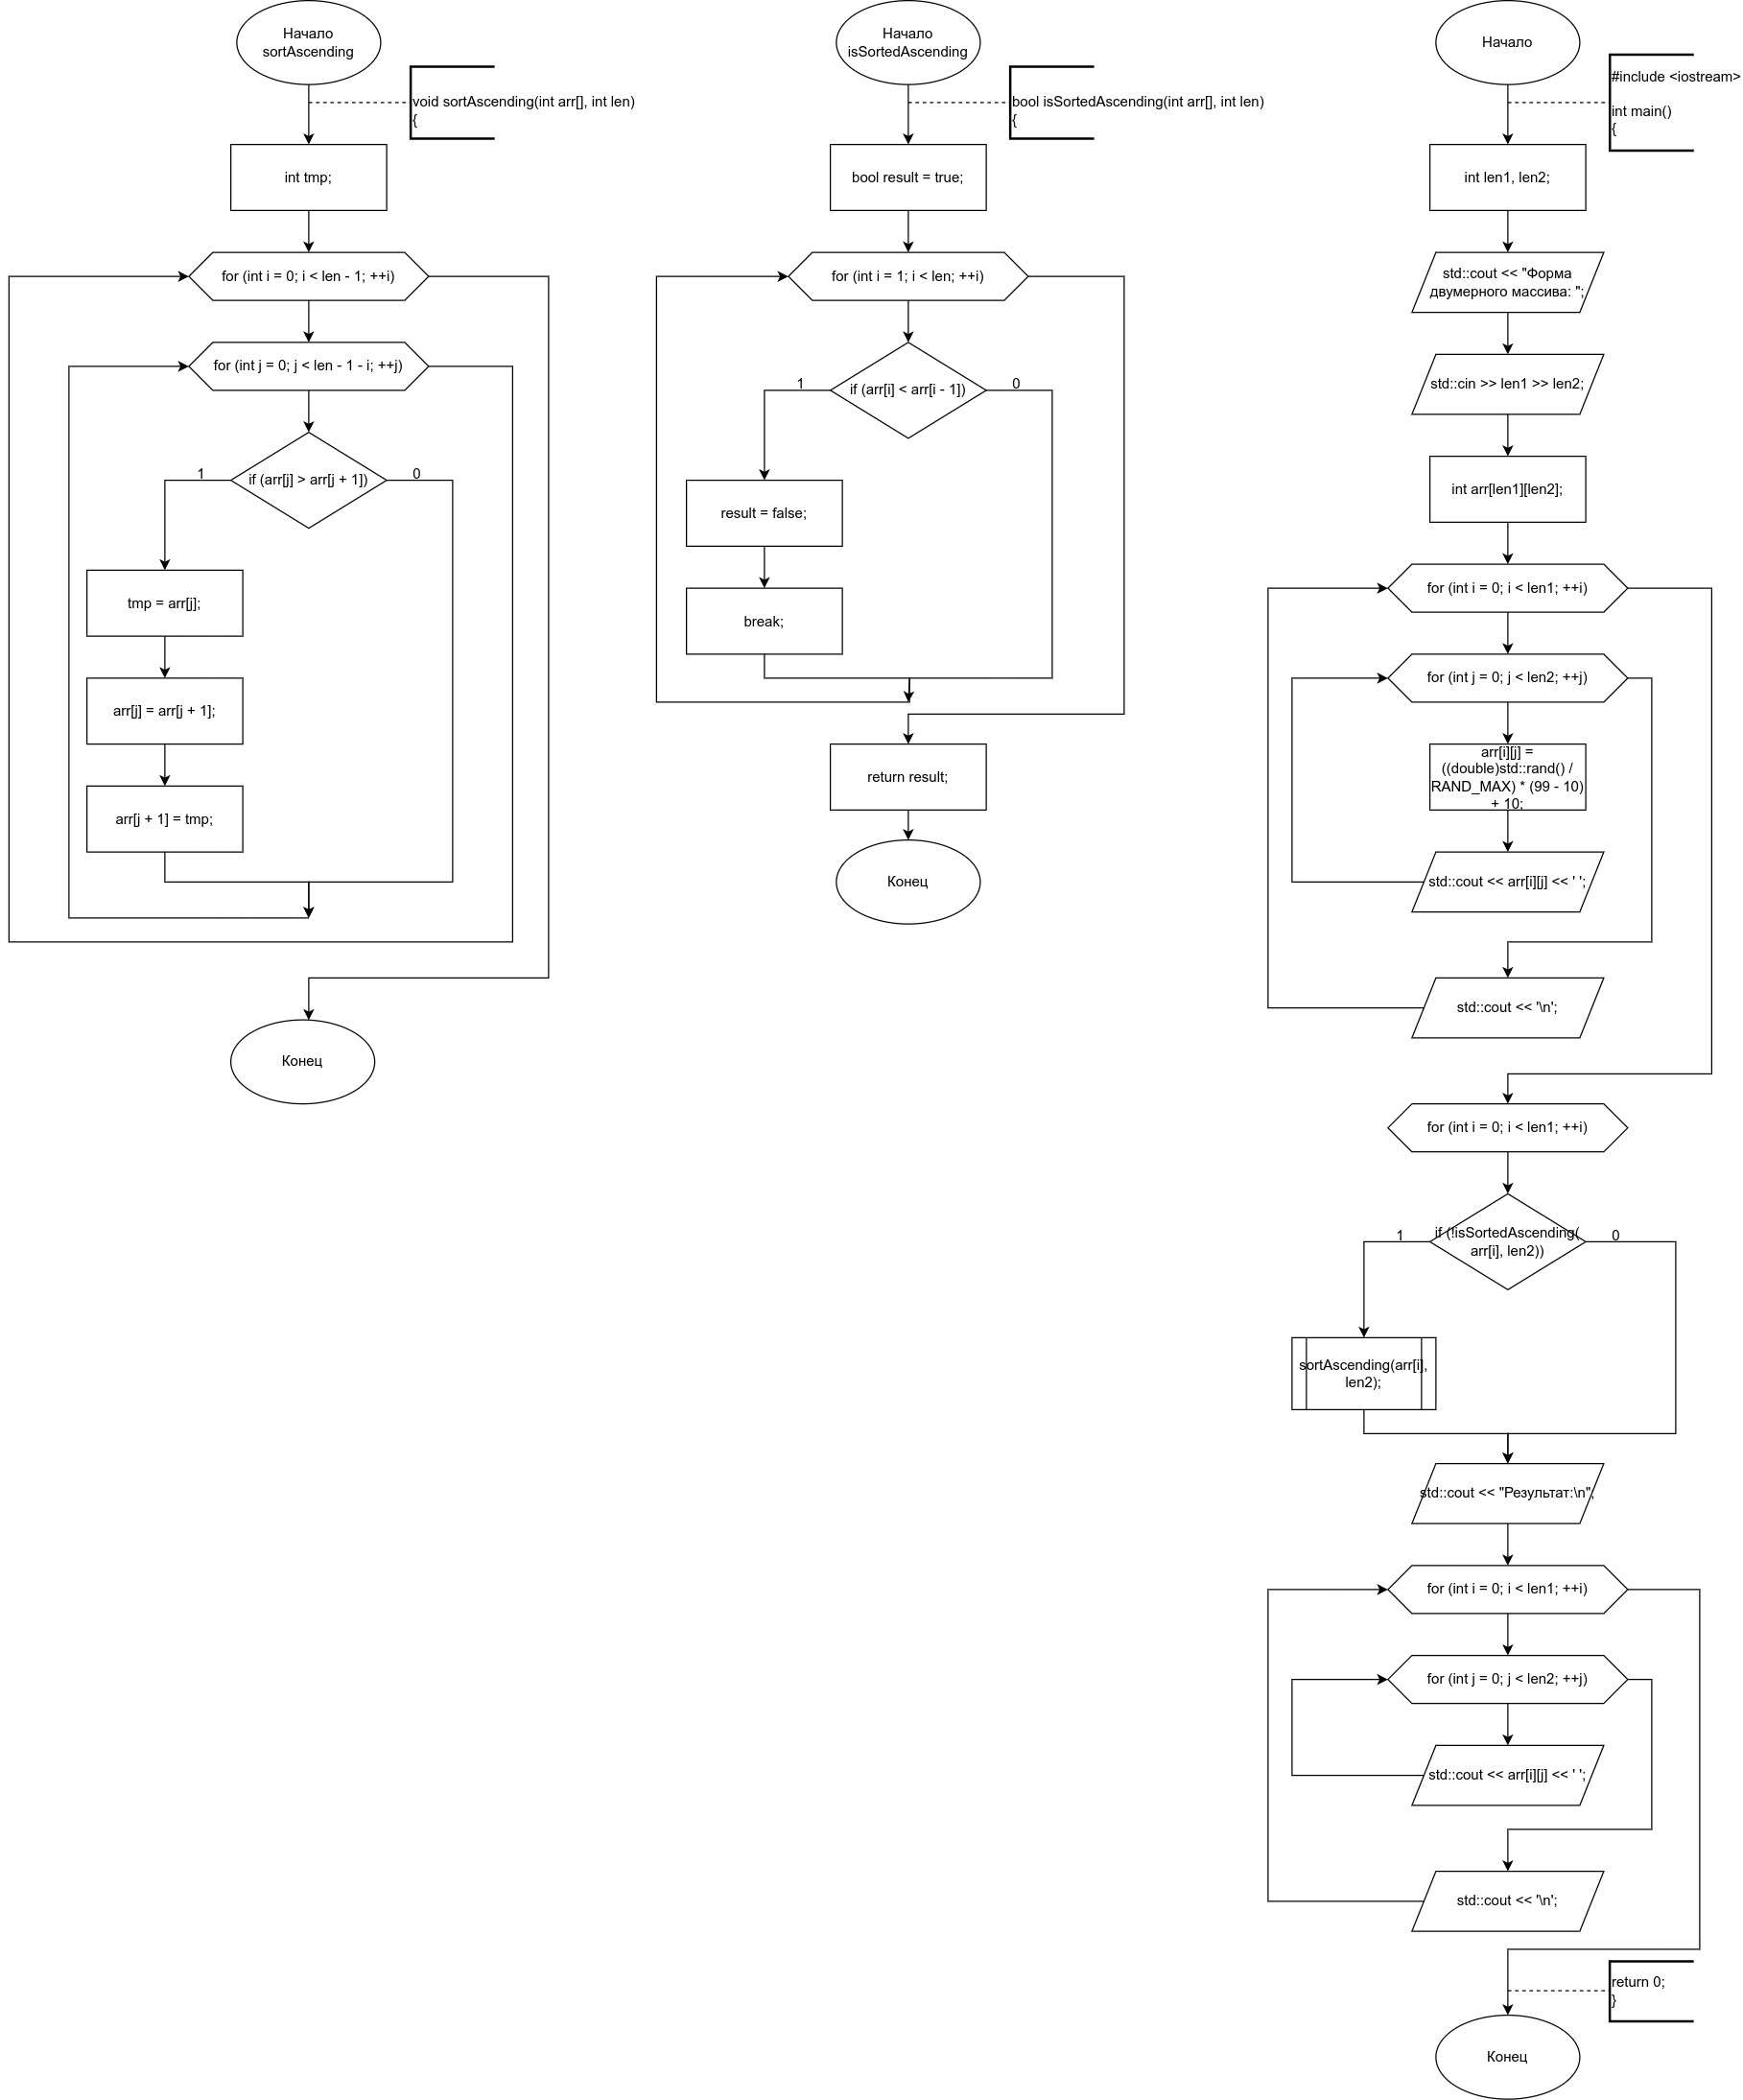 Начало
sortAscending
void sortAscending(int arr[], int len)
{
int tmp;
for (int i = 0; i < len - 1; ++i)
for (int j = 0; j < len - 1 - i; ++j)
1
if (arr[j] > arr[j + 1])
0
tmp = arr[j];
arr[j] = arr[j + 1];
arr[j + 1] = tmp;
Конец
Начало
isSortedAscending
bool isSortedAscending(int arr[], int len)
{
bool result = true;
for (int i = 1; i < len; ++i)
1
if (arr[i] < arr[i - 1])
0
result = false;
break;
return result;
Конец
Начало
#include <iostream>
int main()
{
int len1, len2;
std::cout << "Форма
двумерного массива: ";
std::cin >> len1 >> len2;
int arr[len1][len2];
for (int i = 0; i < len1; ++i)
for (int j = 0; j < len2; ++j)
arr[i][j] =
((double)std::rand() /
RAND_MAX) * (99 - 10)
+ 10;
std::cout << arr[i][j] << ' ';
std::cout << '\n';
for (int i = 0; i < len1; ++i)
1
if (!isSortedAscending(
arr[i], len2))
0
sortAscending(arr[i],
len2);
std::cout << "Результат:\n";
for (int i = 0; i < len1; ++i)
for (int j = 0; j < len2; ++j)
std::cout << arr[i][j] << ' ';
std::cout << '\n';
return 0;
}
Конец